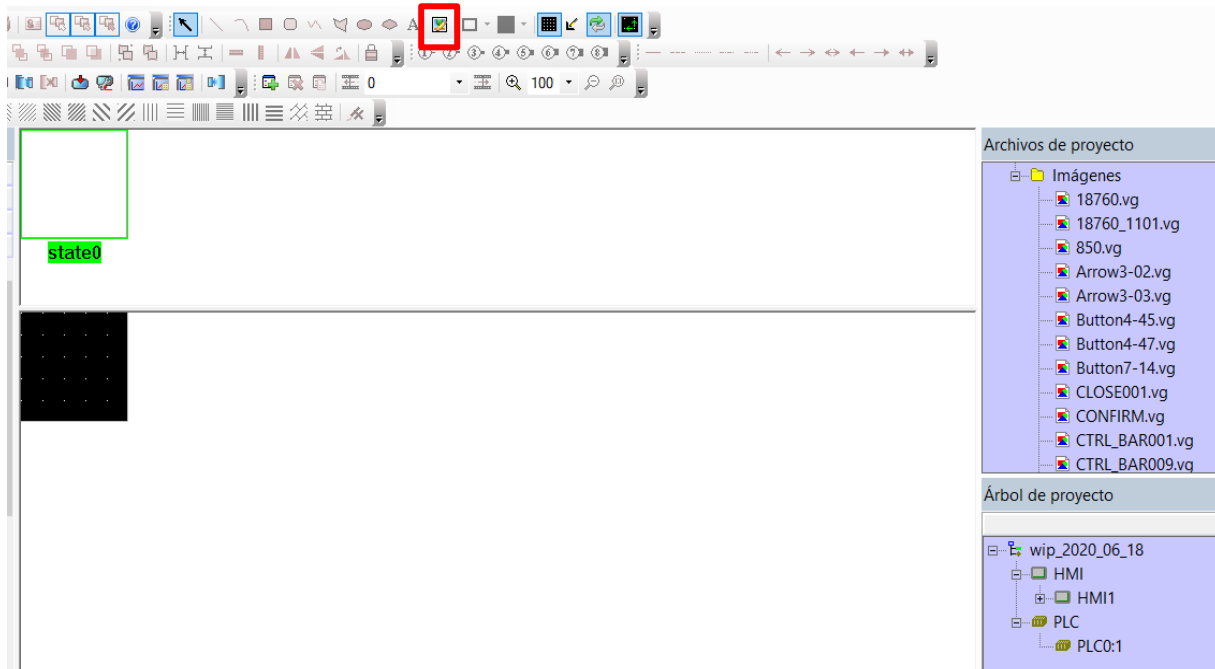 A
0 100
state0
Archivos de proyecto
Imágenes
18760.vg
18760_1101.vg
850.vg
Arrow3-02.vg
Arrow3-03.vg
Button4-45.vg
Button4-47.vg
Button7-14.vg
CLOSE001.vg
CONFIRM.vg
CTRL_BAR001.vg
CTRL_BAR009.vg
Árbol de proyecto
wip_2020_06_18
HMI
HMI1
PLC
PLC0:1